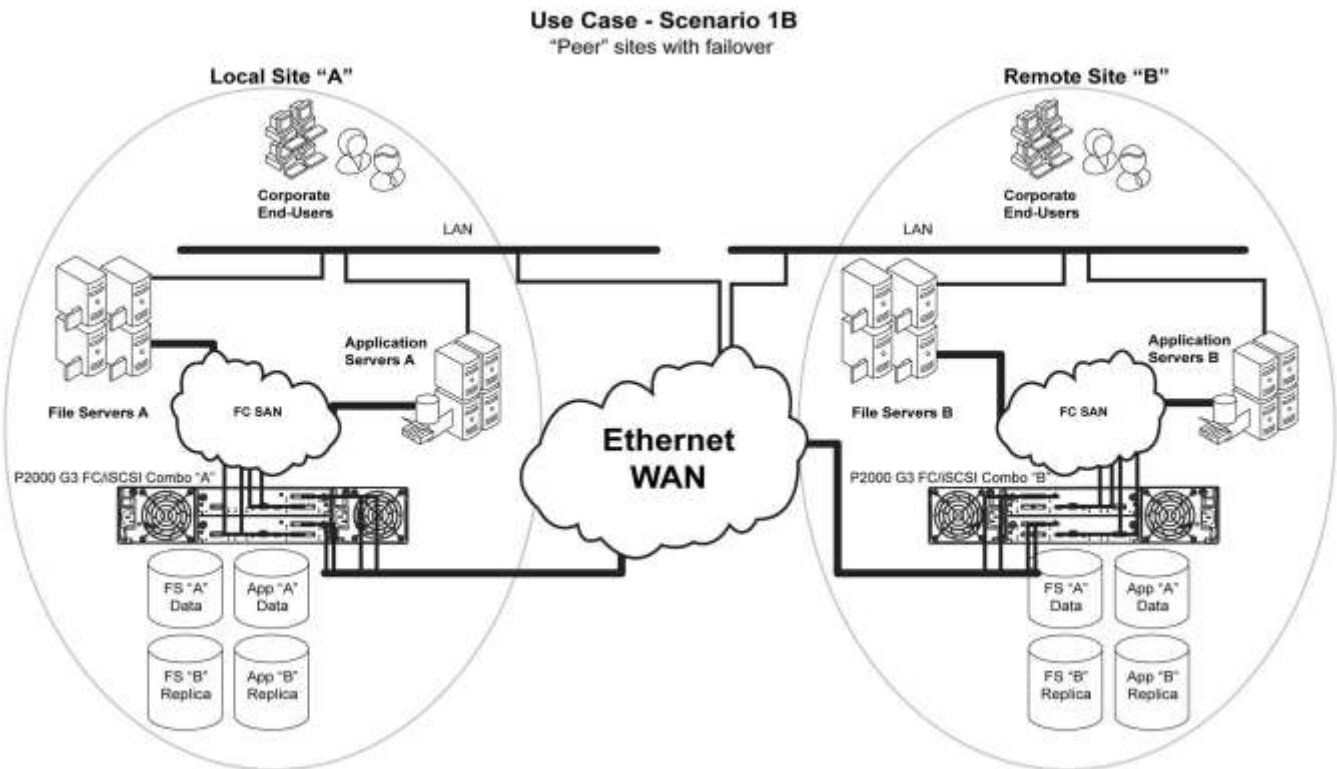 Use Case - Scenario 1B
"Peer" sites with failover
Local Site "A"
Remote Site "B"
Corporate
End-Users
Corporate
End-Users
LAN
LAN
Application
Servers A
Application
Servers B
File Servers A
FC SAN
Ethernet
WAN
File Servers B
FC SAN
P2000 G3 FC/iSCSI Combo "A"
P2000 G3 FC/iSCSI Combo "B"
FS "A"
Data
App "A"
Data
FS "A"
Data
App "A"
Data
FS "B"
Replica
App "B"
Replica
FS "B"
Replica
App "B"
Replica